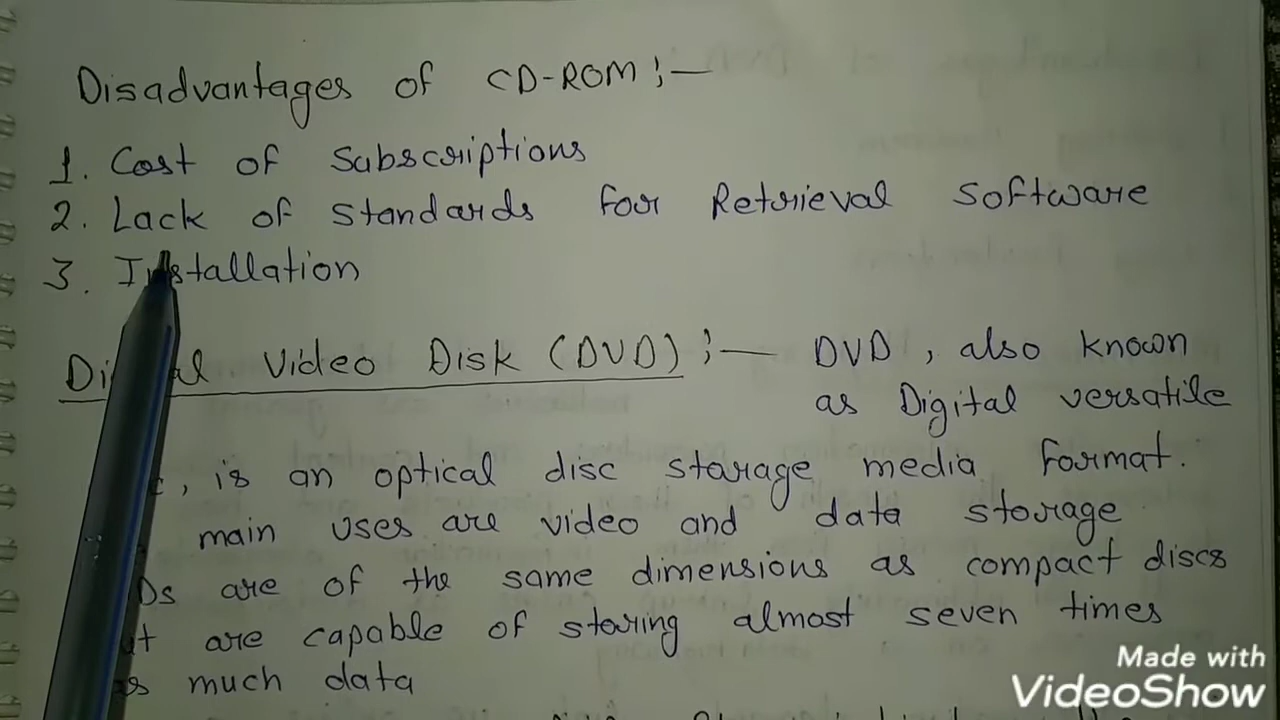 Disadvantages of CD-ROM :—
1. Cost of Subscriptions
2. Lack of Standards for Retrieval Software
3. Installation
Video Disk (DVD) :— DVD, also known
as Digital versatile
, is an optical disc starage media format.
main uses are video and data storage
are of the same dimensions as compact discs
are capable of staring almost seven times
as much data
Made with
VideoShow